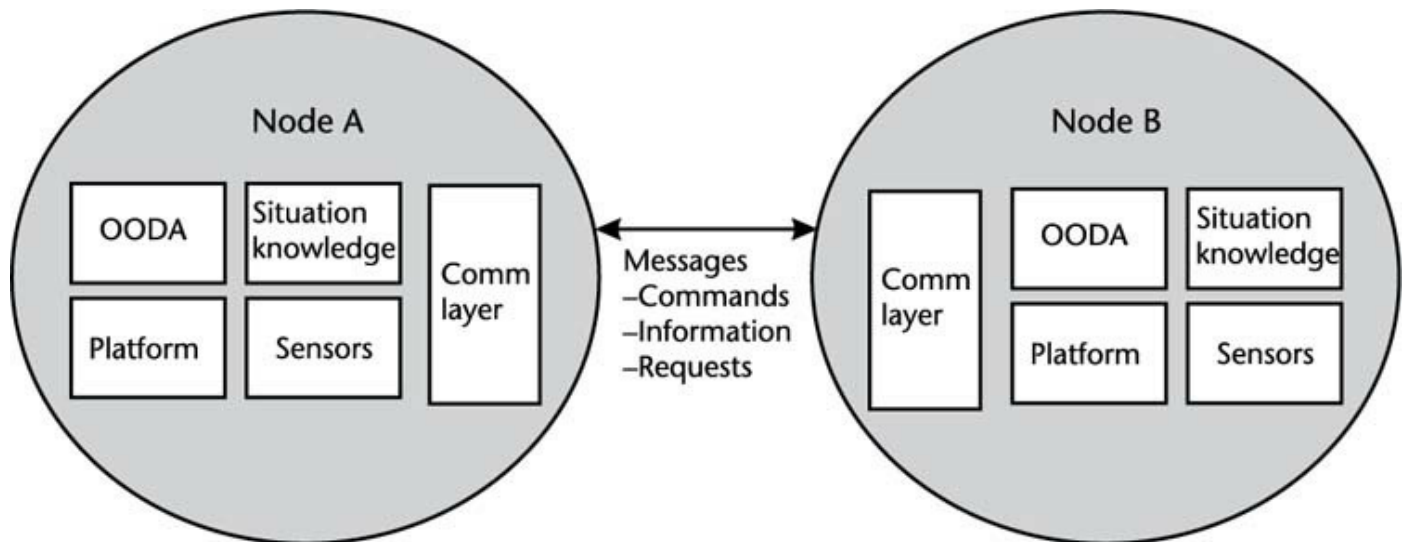 Node A
OODA
Situation
knowledge
Platform
Sensors
Comm
layer
Messages
–Commands
–Information
–Requests
Node B
Comm
layer
OODA
Situation
knowledge
Platform
Sensors